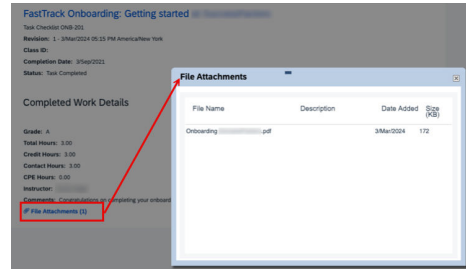 FastTrack Onboarding: Getting started
Task Checklist ONB-201
Revision: 1 - 3/Mar/2024 05:15 PM America/New York
Class ID:
Completion Date: 3/Sep/2021
Status: Task Completed
Completed Work Details
Grade: A
Total Hours: 3.00
Credit Hours: 3.00
Contact Hours: 3.00
CPE Hours: 0.00
Instructor:
Comments: Congratulations on completing your onboard
File Attachments (1)
File Attachments
File Name Description Date Added Size (KB)
Onboarding .pdf 3/Mar/2024 172